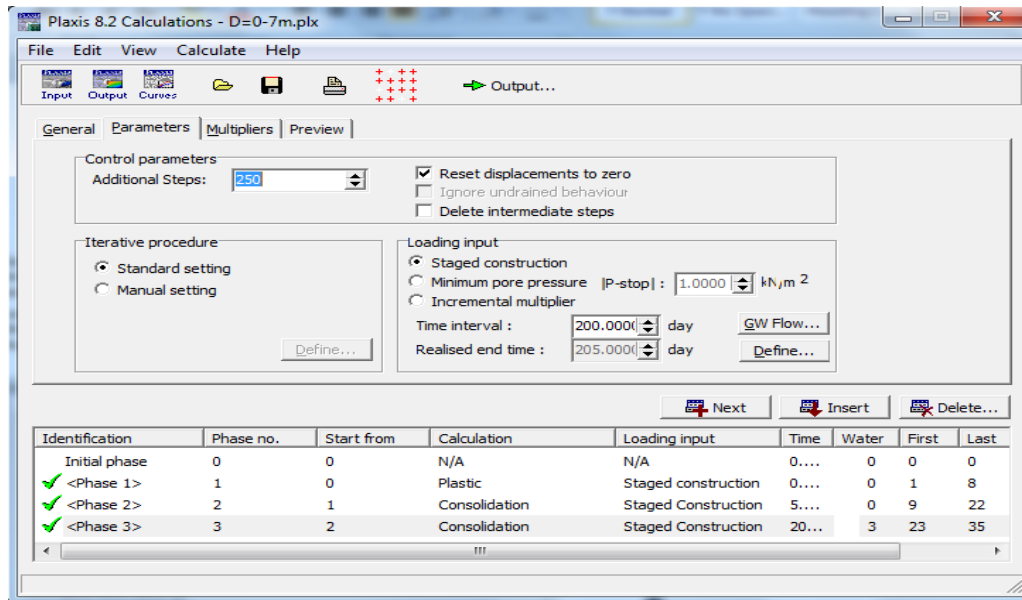 Plaxis 8.2 Calculations - D=0-7m.plx
File Edit View Calculate Help
Input Output Curves Output...
General Parameters Multipliers Preview
Control parameters
Additional Steps: 250
Reset displacements to zero
Ignore undrained behaviour
Delete intermediate steps
Iterative procedure
Standard setting
Manual setting
Define...
Loading input
Staged construction
Minimum pore pressure |P-stop| : 1.0000 kN/m 2
Incremental multiplier
Time interval : 200.000 day GW Flow...
Realised end time : 205.000 day Define...
Next Insert Delete...
Identification Phase no. Start from Calculation Loading input Time Water First Last
Initial phase 0 0 N/A N/A 0.... 0 0 0
<Phase 1> 1 0 Plastic Staged construction 0.... 0 1 8
<Phase 2> 2 1 Consolidation Staged Construction 5.... 0 9 22
<Phase 3> 3 2 Consolidation Staged Construction 20... 3 23 35